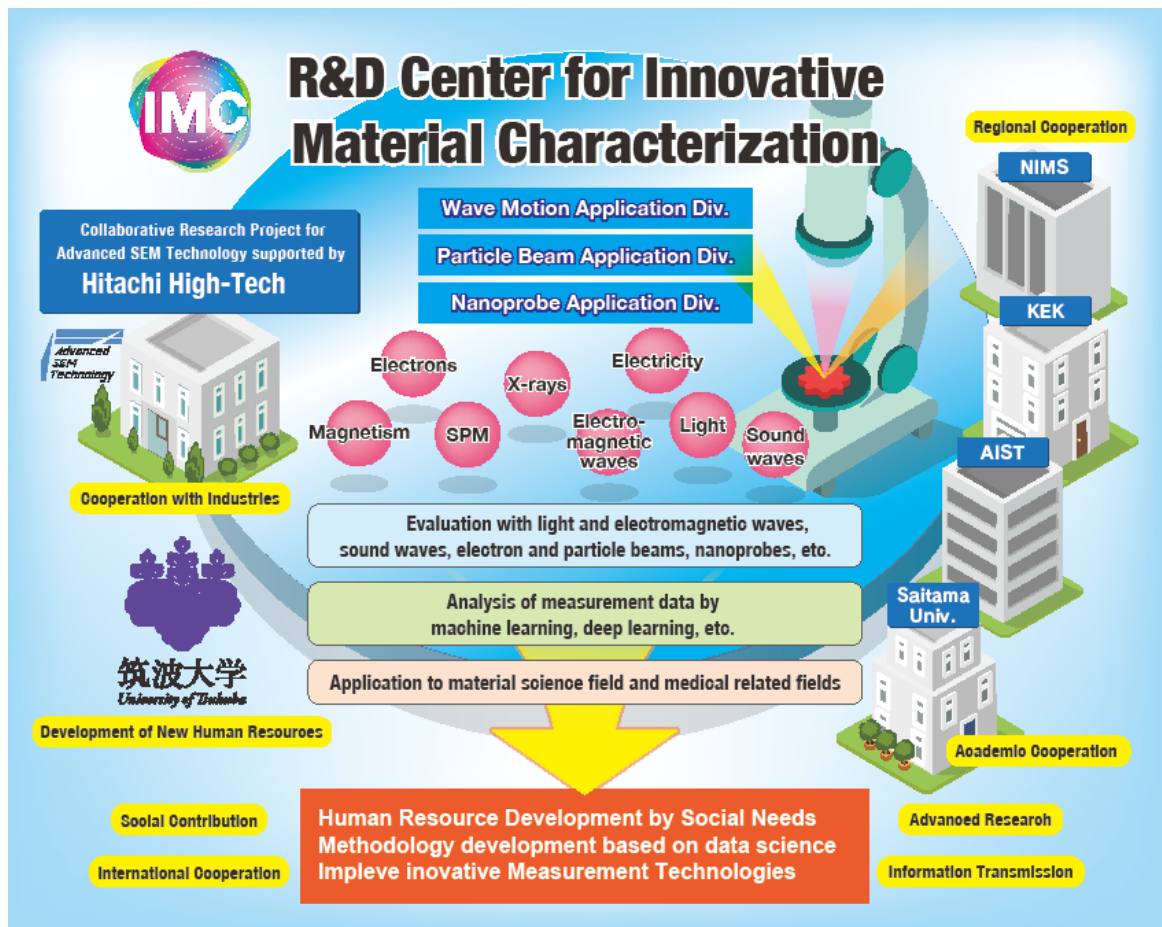 IMC
R&D Center for Innovative
Material Characterization
Regional Cooperation
NIMS
Wave Motion Application Div.
Particle Beam Application Div.
Nanoprobe Application Div.
Collaborative Research Project for
Advanced SEM Technology supported by
Hitachi High-Tech
KEK
Advanced
SEM
Technology
Electrons
X-rays
Electricity
Magnetism
SPM
Electro-
magnetic
waves
Light
Sound
waves
AIST
Cooperation with Industries
Evaluation with light and electromagnetic waves,
sound waves, electron and particle beams, nanoprobes, etc.
Analysis of measurement data by
machine learning, deep learning, etc.
Saitama
Univ.
筑波大学
University of Tsukuba
Application to material science field and medical related fields
Development of New Human Resouroes
Aoademio Cooperation
Soolal Contribution
International Cooperation
Human Resource Development by Social Needs
Methodology development based on data science
Impleve inovative Measurement Technologies
Advanoed Researoh
Information Transmission